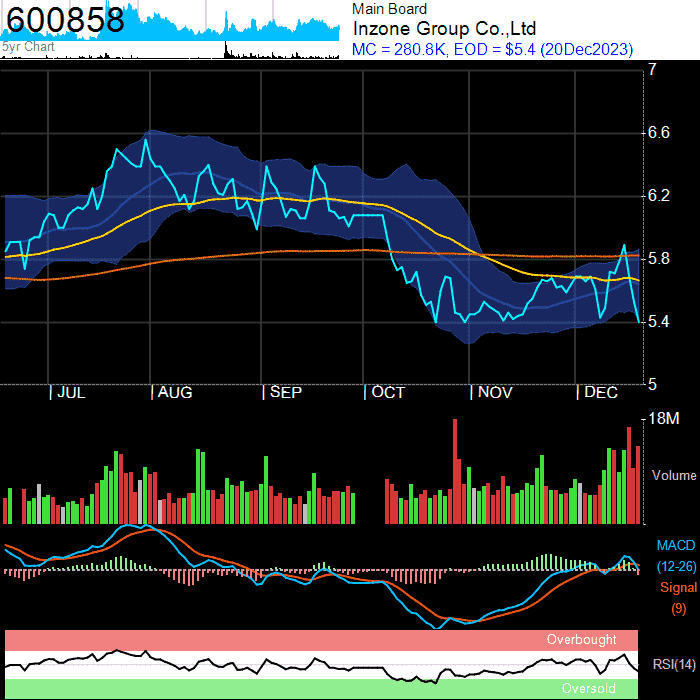 600858
5yr Chart
Main Board
Inzone Group Co.,Ltd
MC = 280.8K, EOD = $5.4 (20Dec2023)
7
6.6
6.2
5.8
5.4
5
JUL
AUG
SEP
OCT
NOV
DEC
18M
Volume
MACD
(12-26)
Signal
(9)
Overbought
RSI(14)
Oversold